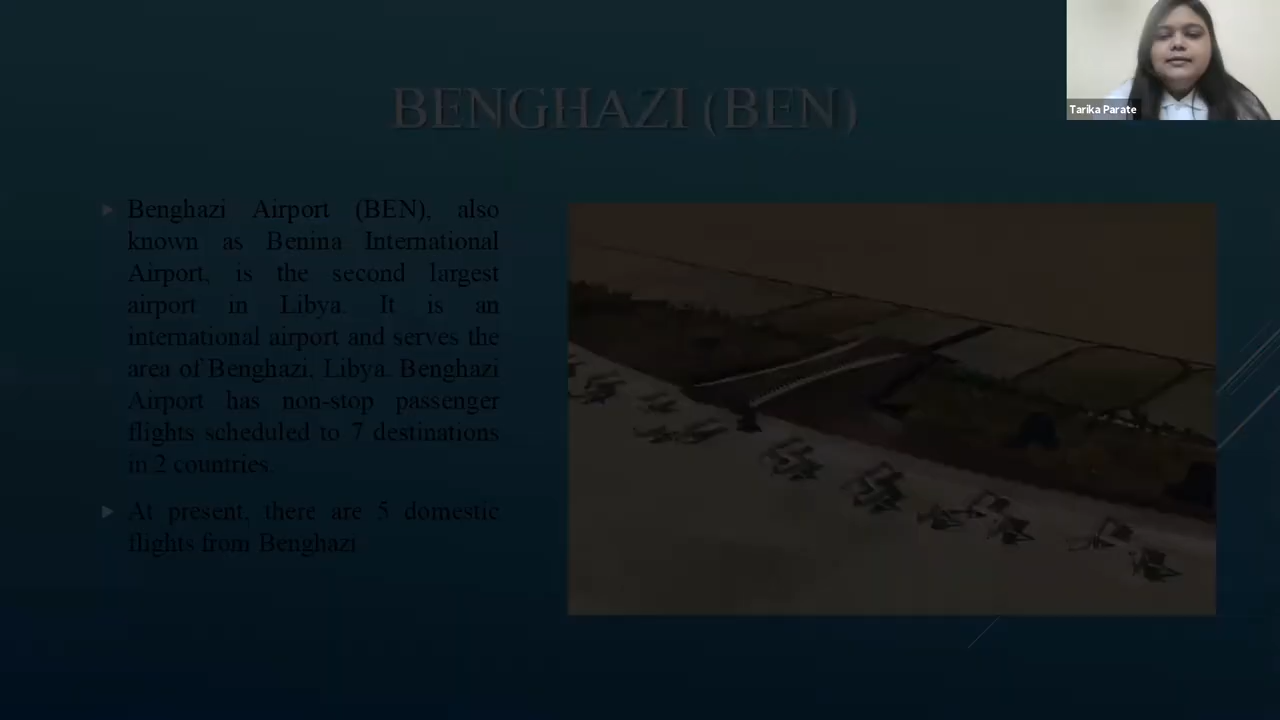 BENGHAZI (BEN)
Tarika Parate
Benghazi Airport (BEN), also
known as Benina International
Airport, is the second largest
airport in Libya. It is an
international airport and serves the
area of Benghazi, Libya. Benghazi
Airport has non-stop passenger
flights scheduled to 7 destinations
in 2 countries.
At present, there are 5 domestic
flights from Benghazi